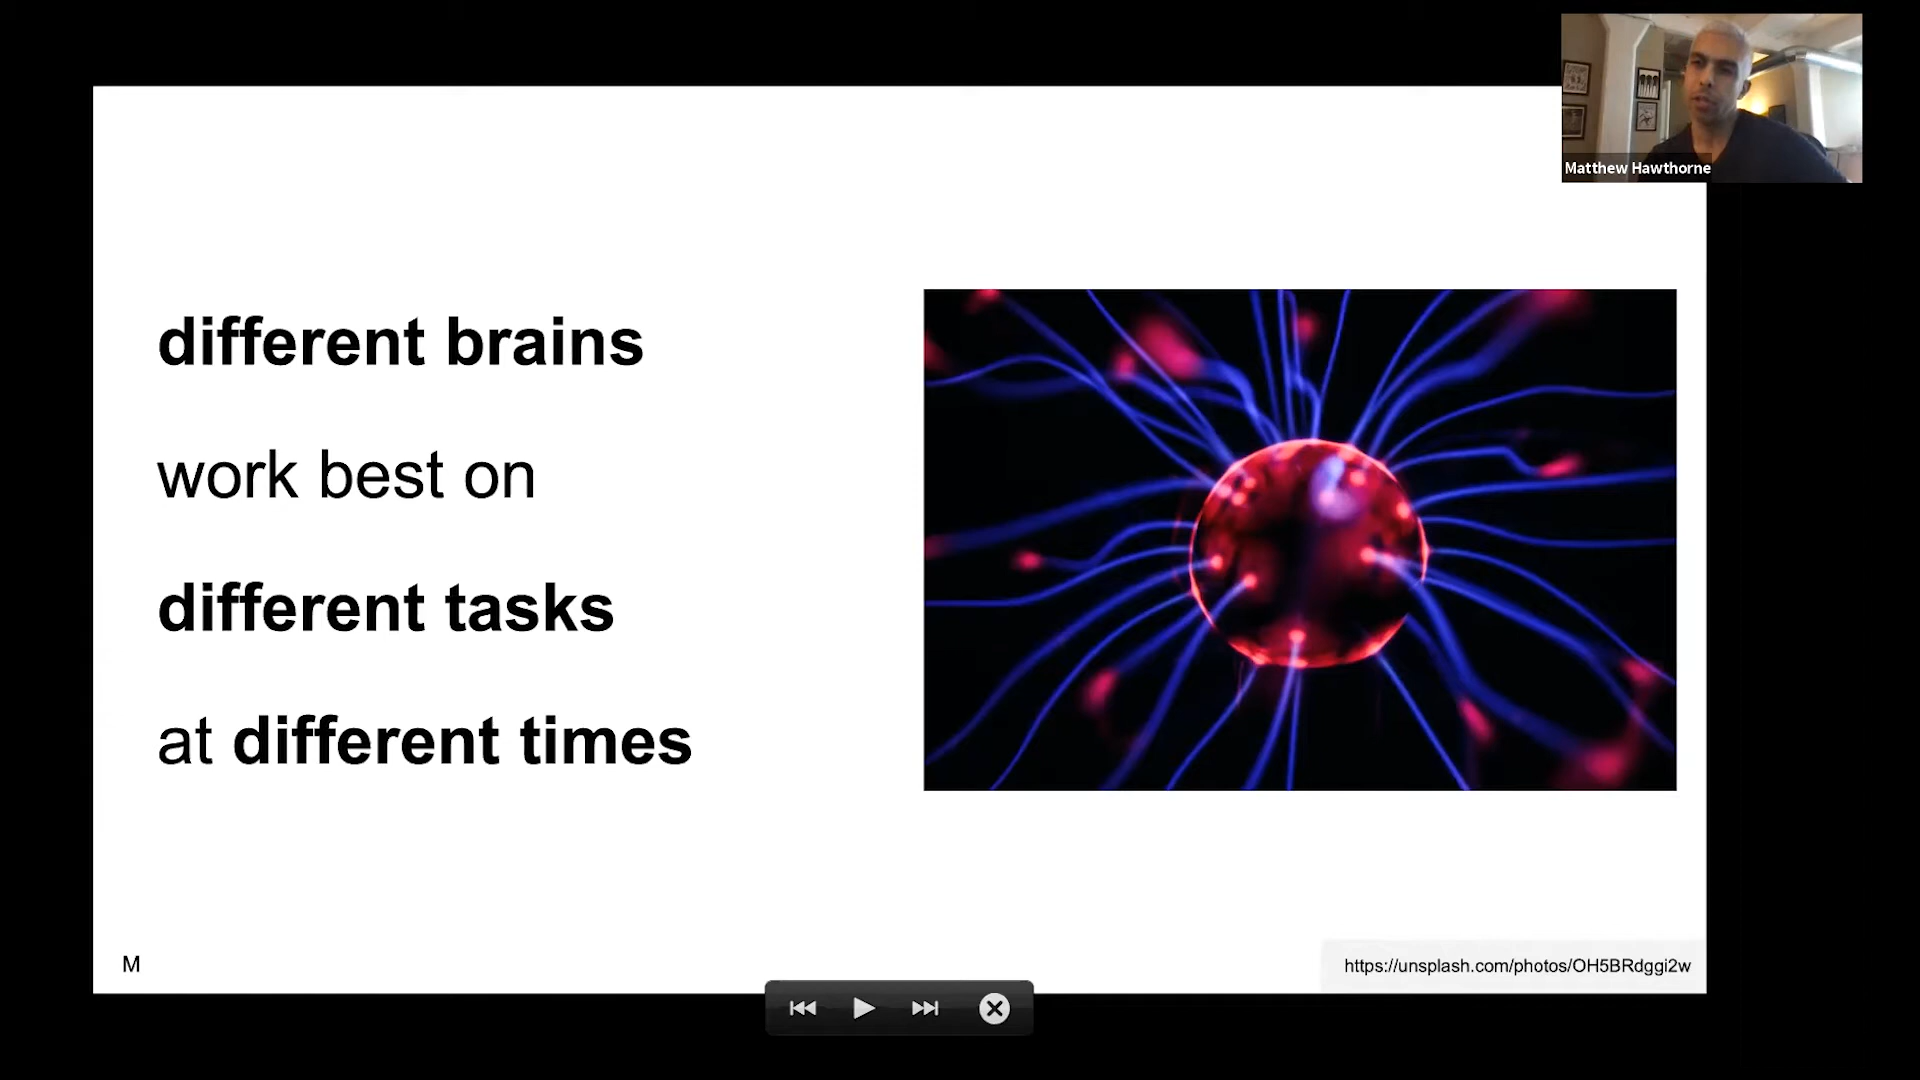 Matthew Hawthorne
different brains
work best on
different tasks
at different times
M
https://unsplash.com/photos/OH5BRdggi2w